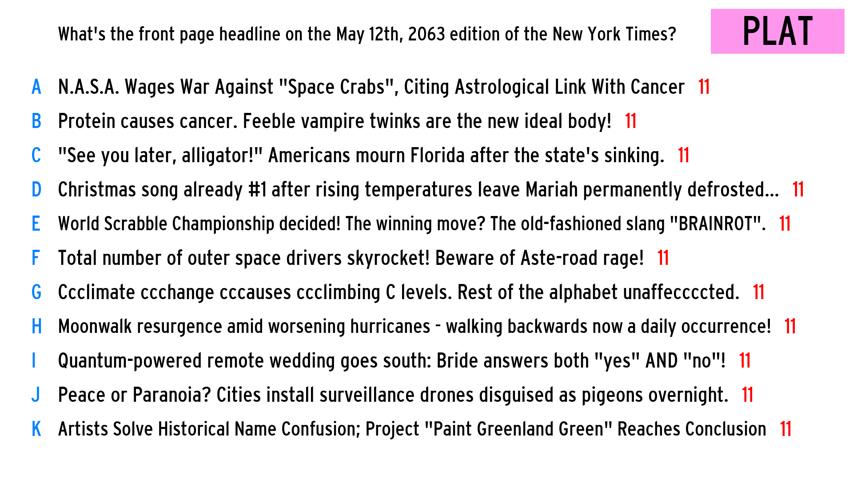 What's the front page headline on the May 12th, 2063 edition of the New York Times? PLAT
A N.A.S.A. Wages War Against "Space Crabs", Citing Astrological Link With Cancer 11
B Protein causes cancer. Feeble vampire twinks are the new ideal body! 11
C "See you later, alligator!" Americans mourn Florida after the state's sinking. 11
D Christmas song already #1 after rising temperatures leave Mariah permanently defrosted... 11
E World Scrabble Championship decided! The winning move? The old-fashioned slang "BRAINROT". 11
F Total number of outer space drivers skyrocket! Beware of Aste-road rage! 11
G Ccclimate ccchange cccauses ccclimbing C levels. Rest of the alphabet unaffecccccted. 11
H Moonwalk resurgence amid worsening hurricanes - walking backwards now a daily occurrence! 11
I Quantum-powered remote wedding goes south: Bride answers both "yes" AND "no"! 11
J Peace or Paranoia? Cities install surveillance drones disguised as pigeons overnight. 11
K Artists Solve Historical Name Confusion; Project "Paint Greenland Green" Reaches Conclusion 11